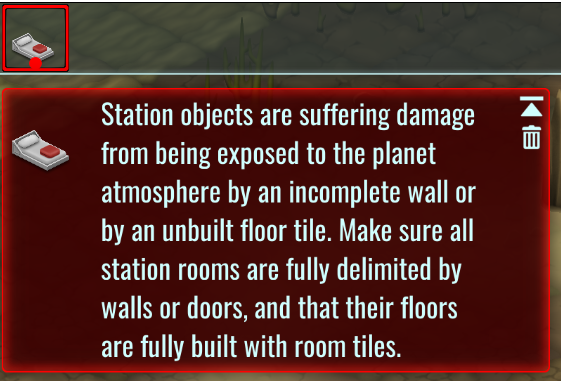 Station objects are suffering damage
from being exposed to the planet
atmosphere by an incomplete wall or
by an unbuilt floor tile. Make sure all
station rooms are fully delimited by
walls or doors, and that their floors
are fully built with room tiles.